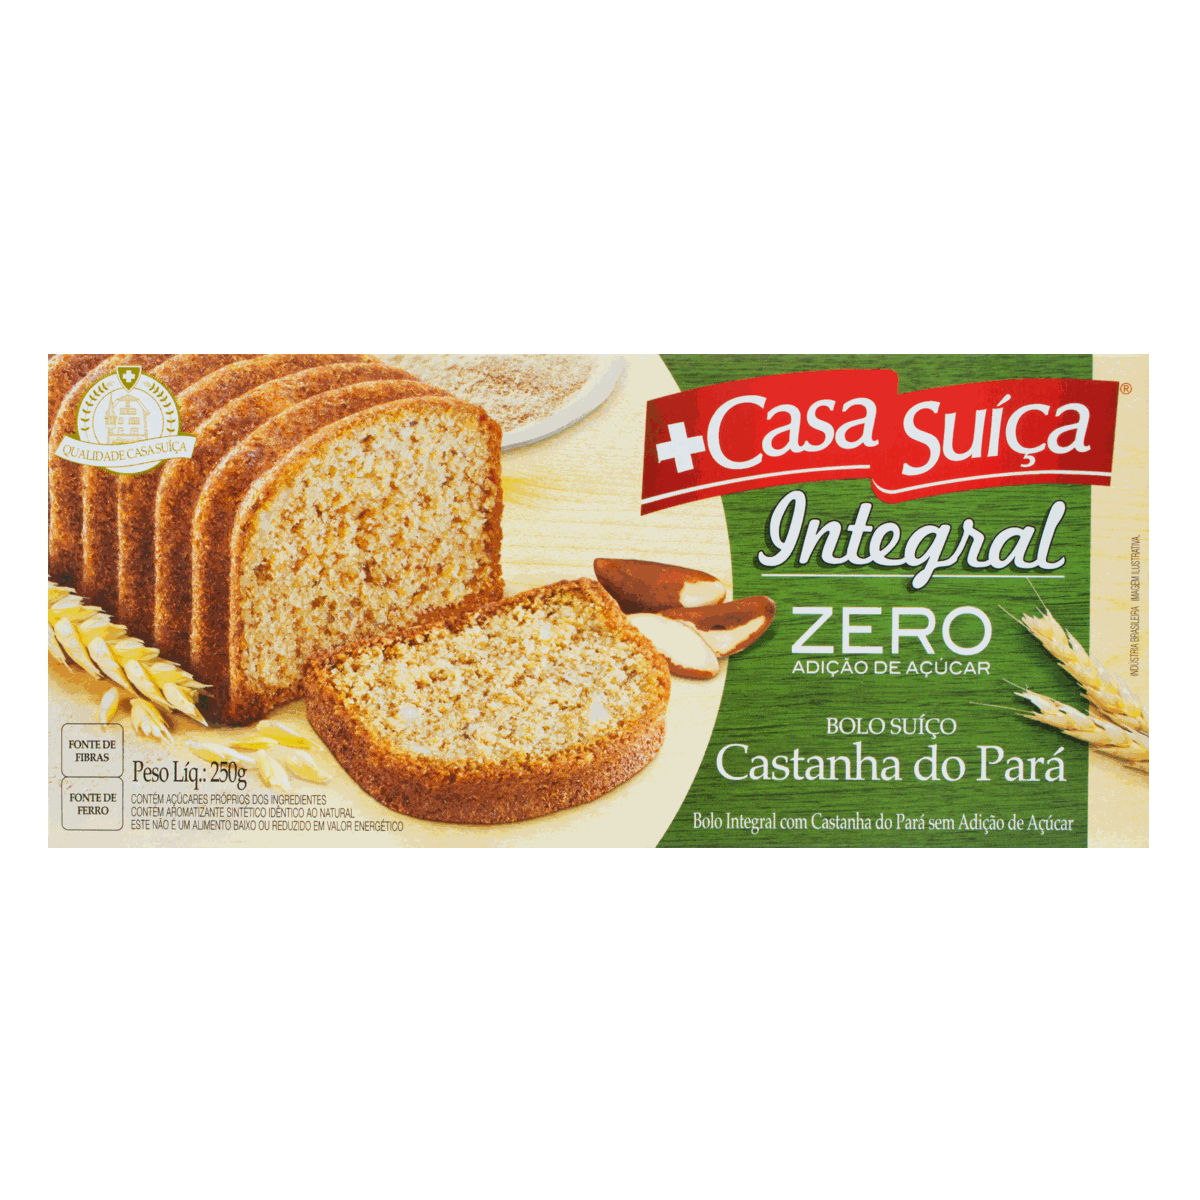 QUALIDADE CASA SUÍÇA
+Casa Suíça®
Integral
ZERO
ADIÇÃO DE AÇÚCAR
BOLO SUÍÇO
Castanha do Pará
Bolo Integral com Castanha do Pará sem Adição de Açúcar
FONTE DE
FIBRAS
FONTE DE
FERRO
Peso Líq.: 250g
CONTÉM AÇÚCARES PRÓPRIOS DOS INGREDIENTES
CONTÉM AROMATIZANTE SINTÉTICO IDÊNTICO AO NATURAL
ESTE NÃO É UM ALIMENTO BAIXO OU REDUZIDO EM VALOR ENERGÉTICO
INDÚSTRIA BRASILEIRA IMAGEM ILUSTRATIVA.